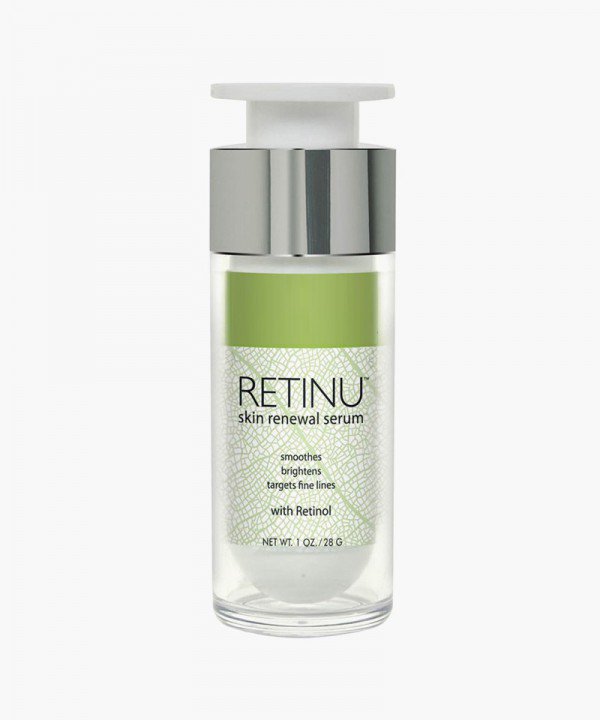 RETINU™
skin renewal serum
smoothes
brightens
targets fine lines
with Retinol
NET WT. 1 OZ./28 G